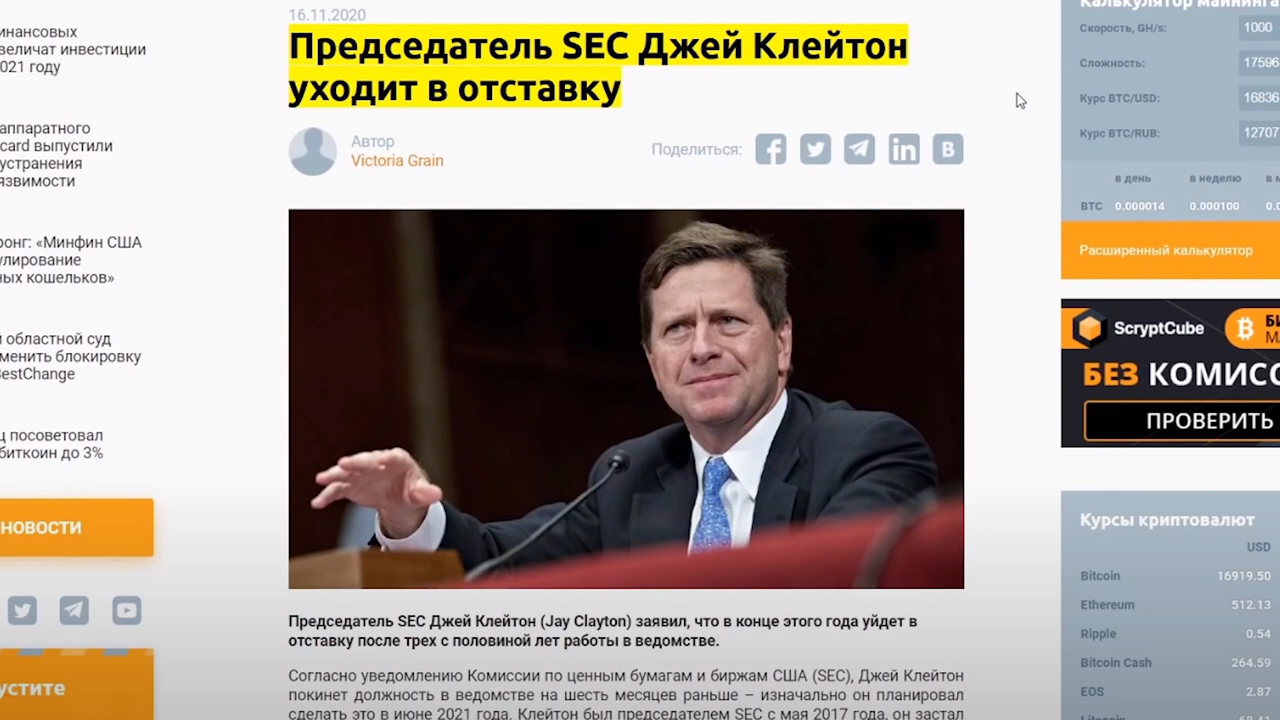 16.11.2020
Председатель SEC Джей Клейтон
уходит в отставку
Автор
Victoria Grain
Поделиться:
Председатель SEC Джей Клейтон (Jay Clayton) заявил, что в конце этого года уйдет в
отставку после трех с половиной лет работы в ведомстве.
Согласно уведомлению Комиссии по ценным бумагам и биржам США (SEC), Джей Клейтон
покинет должность в ведомстве на шесть месяцев раньше – изначально он планировал
сделать это в июне 2021 года. Клейтон был председателем SEC с мая 2017 года, он застал
инансовых
величат инвестиции
021 году
аппаратного
card выпустили
устранения
язвимости
ронг: «Минфин США
улирование
ных кошельков»
й областной суд
менить блокировку
BestChange
ц посоветовал
биткоин до 3%
НОВОСТИ
устите
Калькулятор майнинга
Скорость, GH/s:
1000
Сложность:
17596
Курс BTC/USD:
16836
Курс BTC/RUB:
12707
в день
в неделю
в м
BTC
0.000014
0.000100
0.0
Расширенный калькулятор
ScryptCube
БЕЗ КОМИСС
ПРОВЕРИТЬ
Курсы криптовалют
USD
Bitcoin
16919.50
Ethereum
512.13
Ripple
0.54
Bitcoin Cash
264.59
EOS
2.87